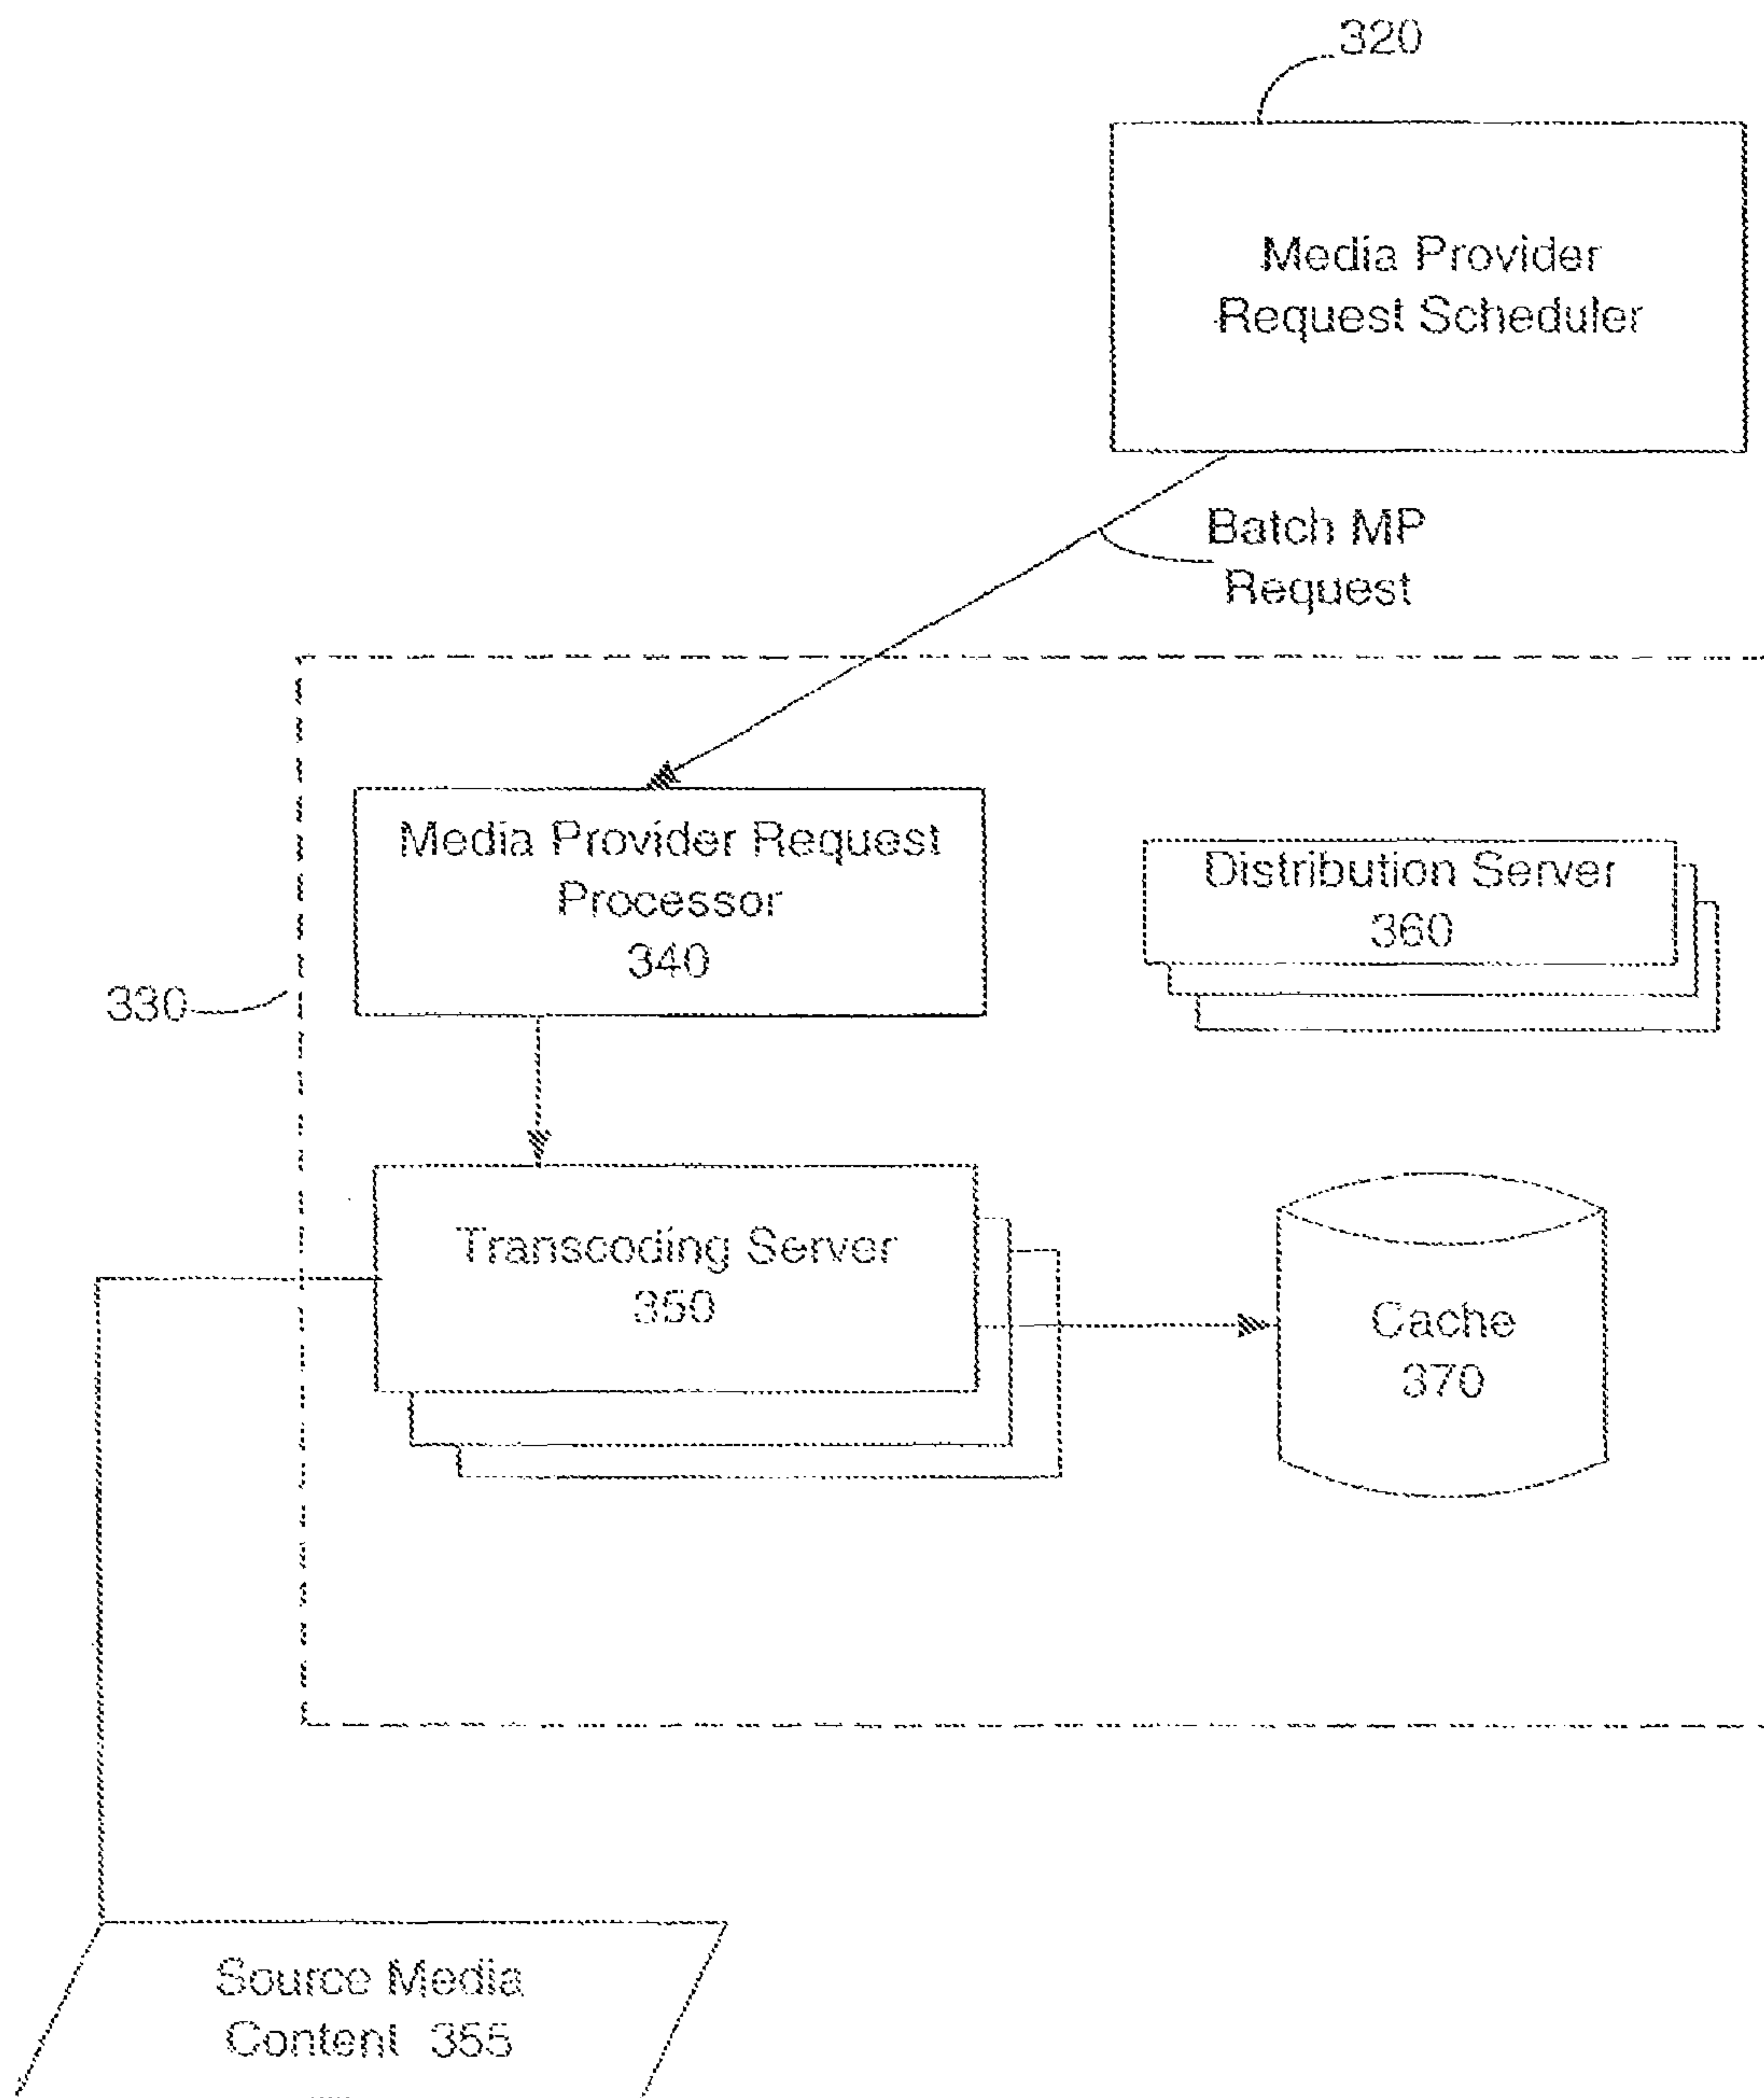 320
Media Provider
Request Scheduler
Batch MP
Request
Media Provider Request
Processor
340
Distribution Server
360
330
Transcoding Server
350
Cache
370
Source Media
Content 355